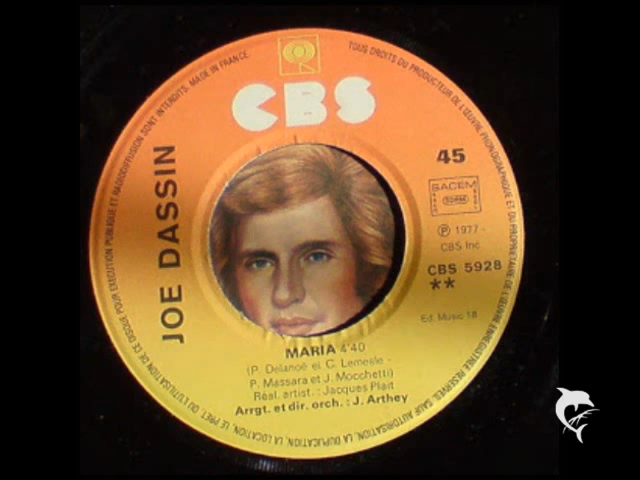 CBS
JOE DASSIN
45
SACEM
Ⓟ 1977 -
CBS Inc.
CBS 5928
**
Ed. Music 18
MARIA 4'40
(P. Delanoë et C. Lemesle -
P. Massara et J. Mocchetti)
Réal. artist. : Jacques Plait
Arrgt. et dir. orch. : J. Arthey
TOUS DROITS DU PRODUCTEUR DE L'ŒUVRE PHONOGRAPHIQUE ET DU PROPRIETAIRE DE L'ŒUVRE ENREGISTREE RESERVES. SAUF AUTORISATION, LA DUPLICATION, LA LOCATION, LE PRET, OU L'UTILISATION DE CE DISQUE POUR EXECUTION PUBLIQUE ET RADIODIFFUSION SONT INTERDITS. MADE IN FRANCE.